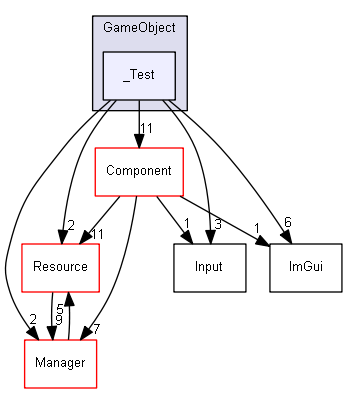 GameObject
_Test
11
Component
2
11
1
3
1
6
Resource
Input
ImGui
2
5
9
7
Manager